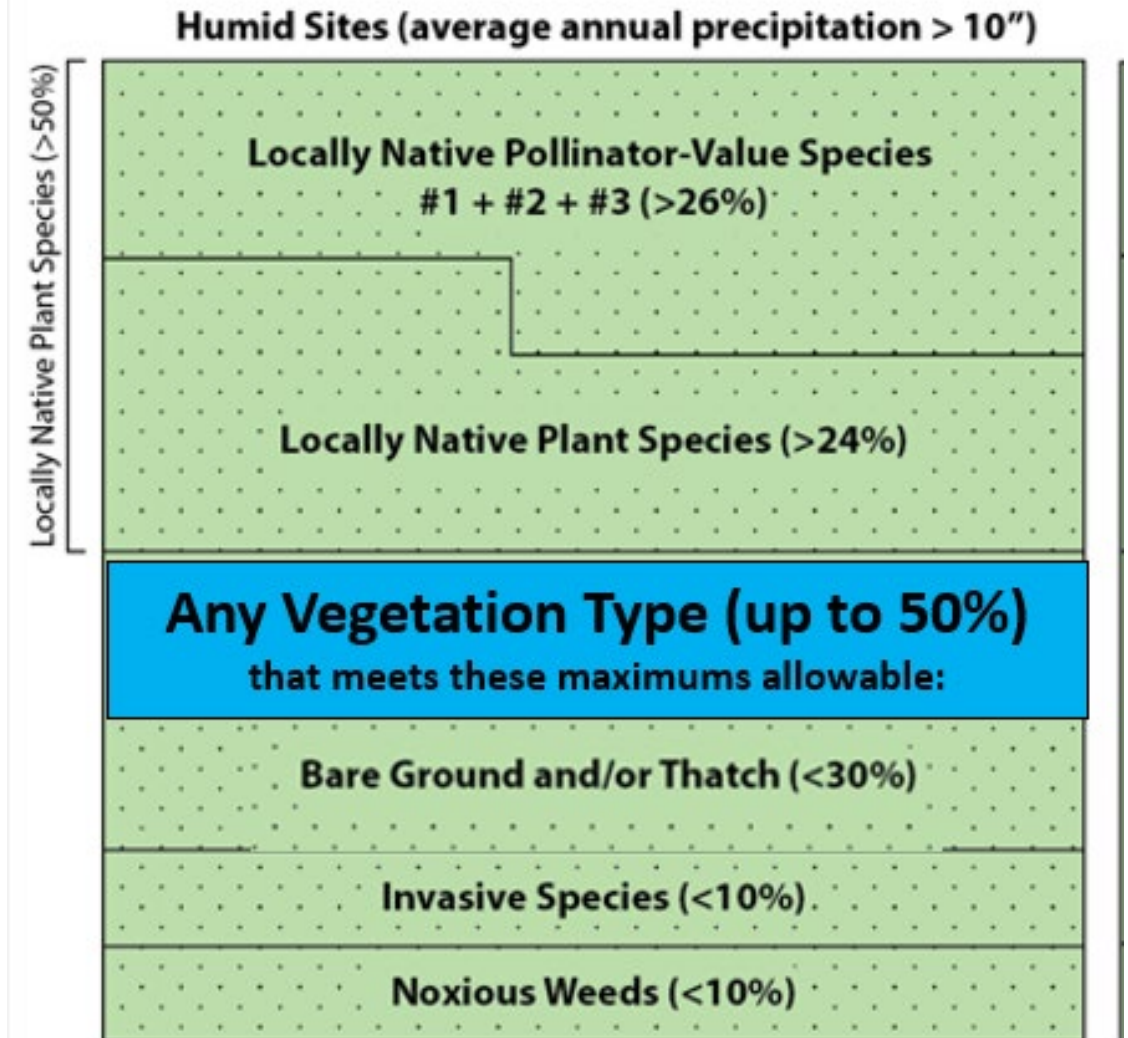 Humid Sites (average annual precipitation > 10”)
Locally Native Plant Species (>50%)
Locally Native Pollinator-Value Species
#1 + #2 + #3 (>26%)
Locally Native Plant Species (>24%)
Any Vegetation Type (up to 50%)
that meets these maximums allowable:
Bare Ground and/or Thatch (<30%)
Invasive Species (<10%)
Noxious Weeds (<10%)